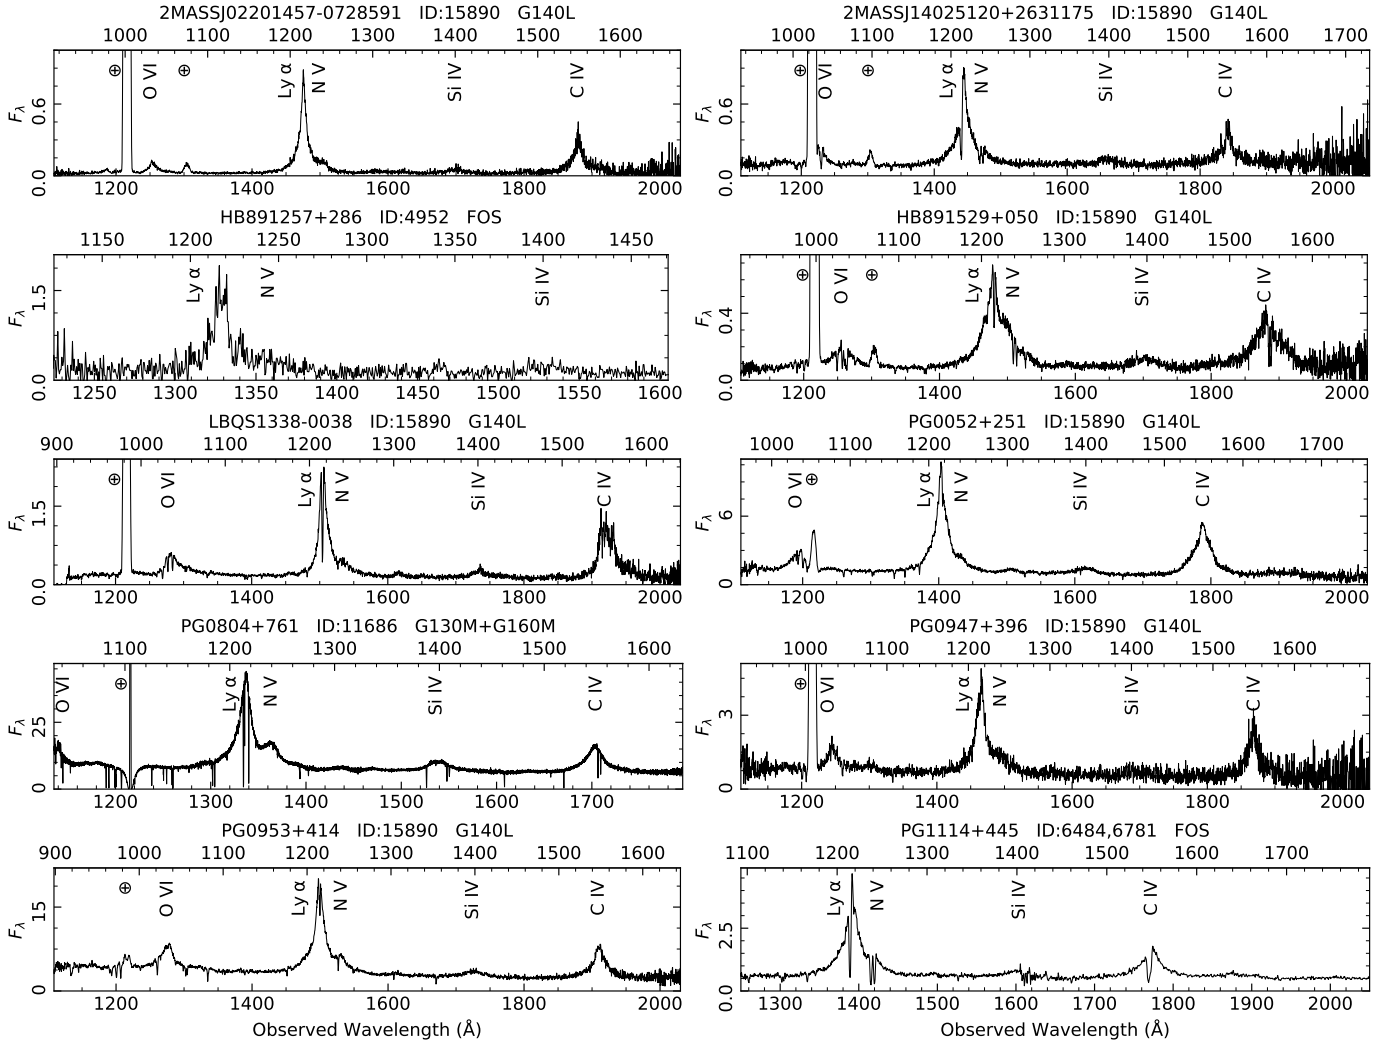 2MASSJ02201457-0728591 ID:15890 G140L
1000 1100 1200 1300 1400 1500 1600
Fλ
0.0 0.6
⊕ O VI ⊕ Ly α N V Si IV C IV
1200 1400 1600 1800 2000
2MASSJ14025120+2631175 ID:15890 G140L
1000 1100 1200 1300 1400 1500 1600 1700
Fλ
0.0 0.6
⊕ O VI ⊕ Ly α N V Si IV C IV
1200 1400 1600 1800 2000
HB891257+286 ID:4952 FOS
1150 1200 1250 1300 1350 1400 1450
Fλ
0.0 1.5
Ly α N V Si IV
1250 1300 1350 1400 1450 1500 1550 1600
HB891529+050 ID:15890 G140L
1000 1100 1200 1300 1400 1500 1600
Fλ
0.0 0.4
⊕ O VI ⊕ Ly α N V Si IV C IV
1200 1400 1600 1800 2000
LBQS1338-0038 ID:15890 G140L
900 1000 1100 1200 1300 1400 1500 1600
Fλ
0.0 1.5
⊕ O VI Ly α N V Si IV C IV
1200 1400 1600 1800 2000
PG0052+251 ID:15890 G140L
1000 1100 1200 1300 1400 1500 1600 1700
Fλ
0 6
O VI ⊕ Ly α N V Si IV C IV
1200 1400 1600 1800 2000
PG0804+761 ID:11686 G130M+G160M
1100 1200 1300 1400 1500 1600
Fλ
0 25
O VI ⊕ Ly α N V Si IV C IV
1200 1300 1400 1500 1600 1700
PG0947+396 ID:15890 G140L
1000 1100 1200 1300 1400 1500 1600
Fλ
0 3
⊕ O VI Ly α N V Si IV C IV
1200 1400 1600 1800 2000
PG0953+414 ID:15890 G140L
900 1000 1100 1200 1300 1400 1500 1600
Fλ
0 15
⊕ O VI Ly α N V Si IV C IV
1200 1400 1600 1800 2000
Observed Wavelength (Å)
PG1114+445 ID:6484,6781 FOS
1100 1200 1300 1400 1500 1600 1700
Fλ
0.0 2.5
Ly α N V Si IV C IV
1300 1400 1500 1600 1700 1800 1900 2000
Observed Wavelength (Å)